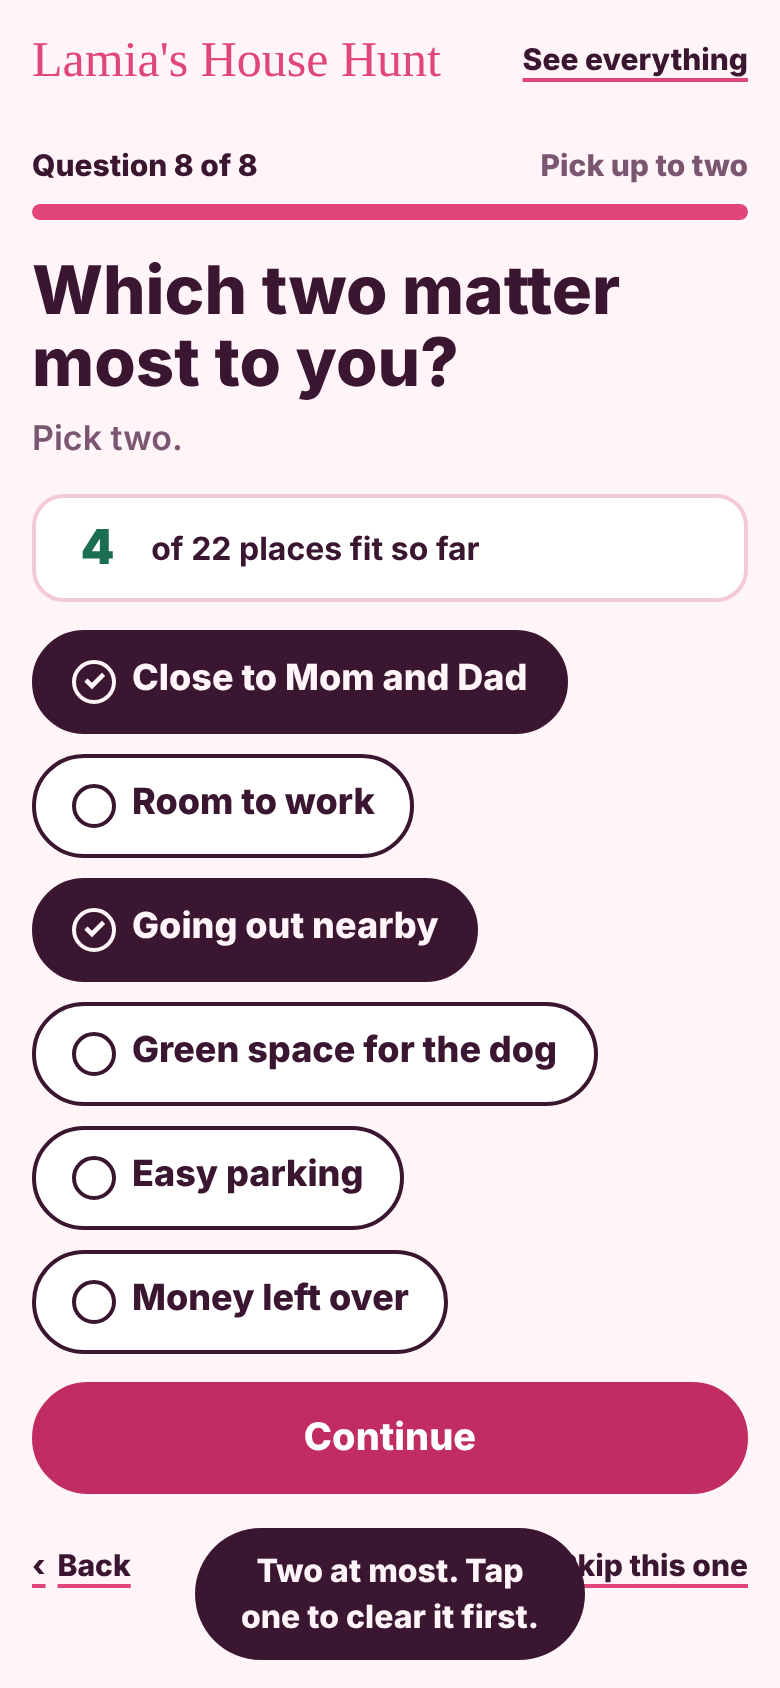 Lamia's House Hunt
See everything
Question 8 of 8
Pick up to two
Which two matter
most to you?
Pick two.
4 of 22 places fit so far
Close to Mom and Dad
Room to work
Going out nearby
Green space for the dog
Easy parking
Money left over
Continue
‹ Back
this one
Two at most. Tap
one to clear it first.